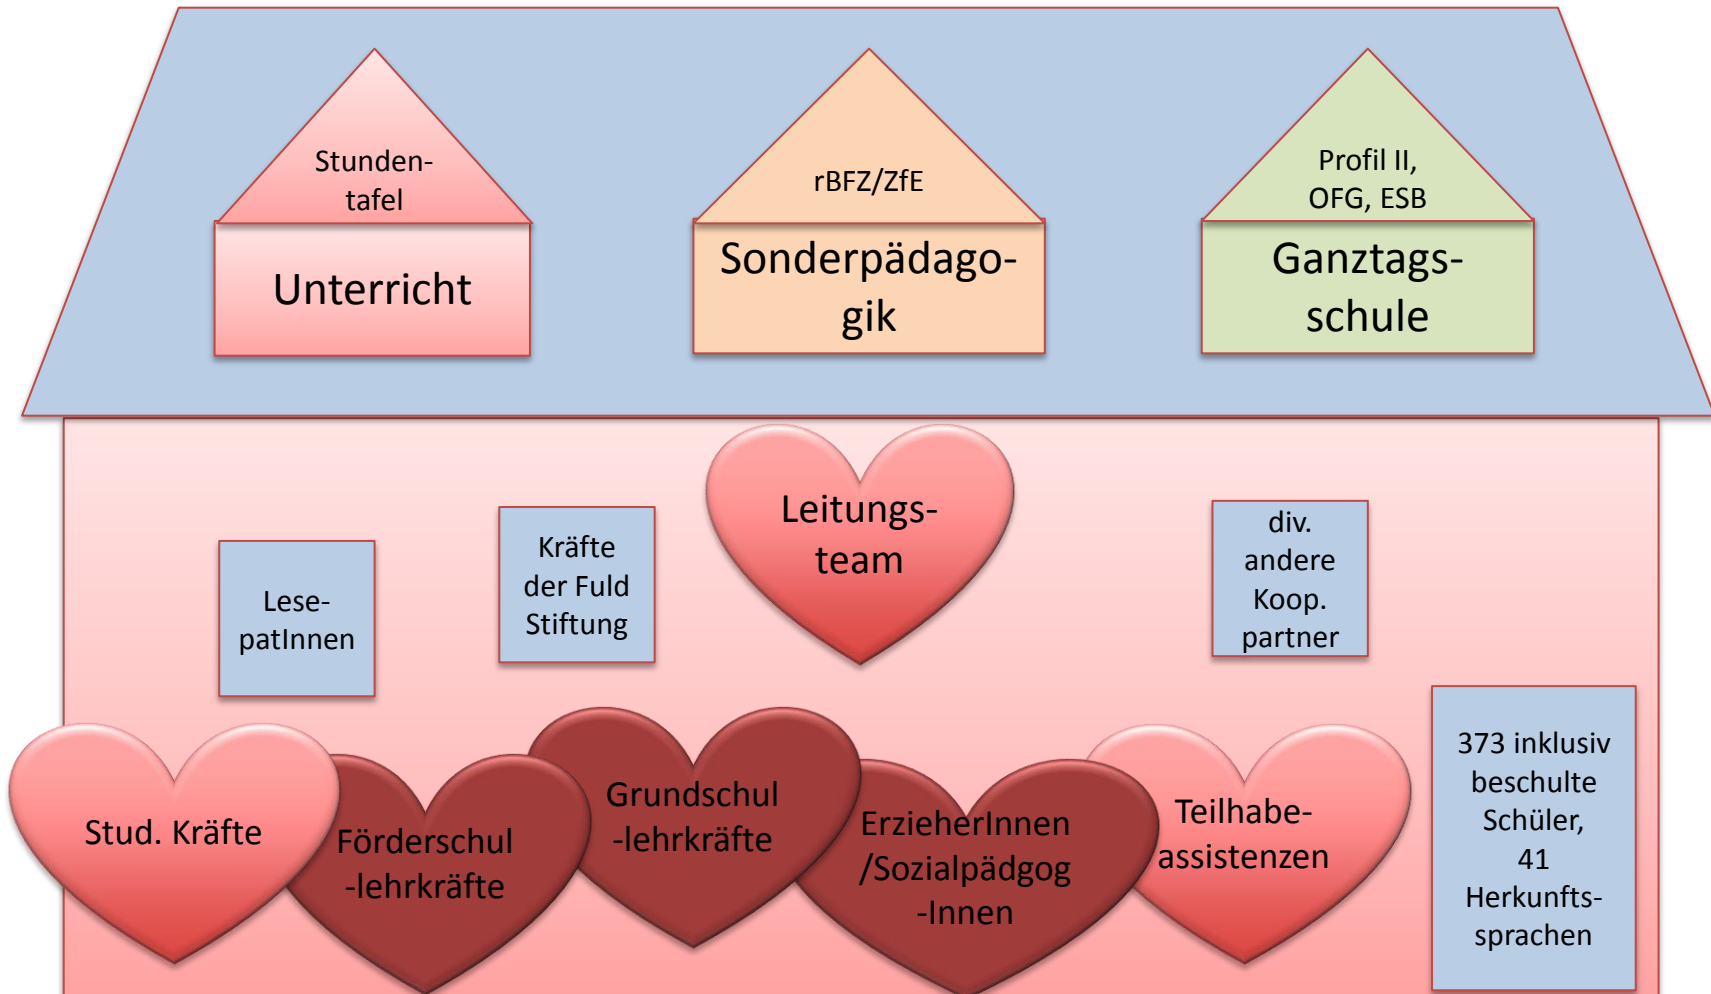 Stunden-
tafel
Unterricht
rBFZ/ZfE
Sonderpädago-
gik
Profil II,
OFG, ESB
Ganztags-
schule
Leitungs-
team
Lese-
patInnen
Kräfte
der Fuld
Stiftung
div.
andere
Koop.
partner
Stud. Kräfte
Förderschul
-lehrkräfte
Grundschul
-lehrkräfte
ErzieherInnen
/Sozialpädgog
-Innen
Teilhabe-
assistenzen
373 inklusiv
beschulte
Schüler,
41
Herkunfts-
sprachen